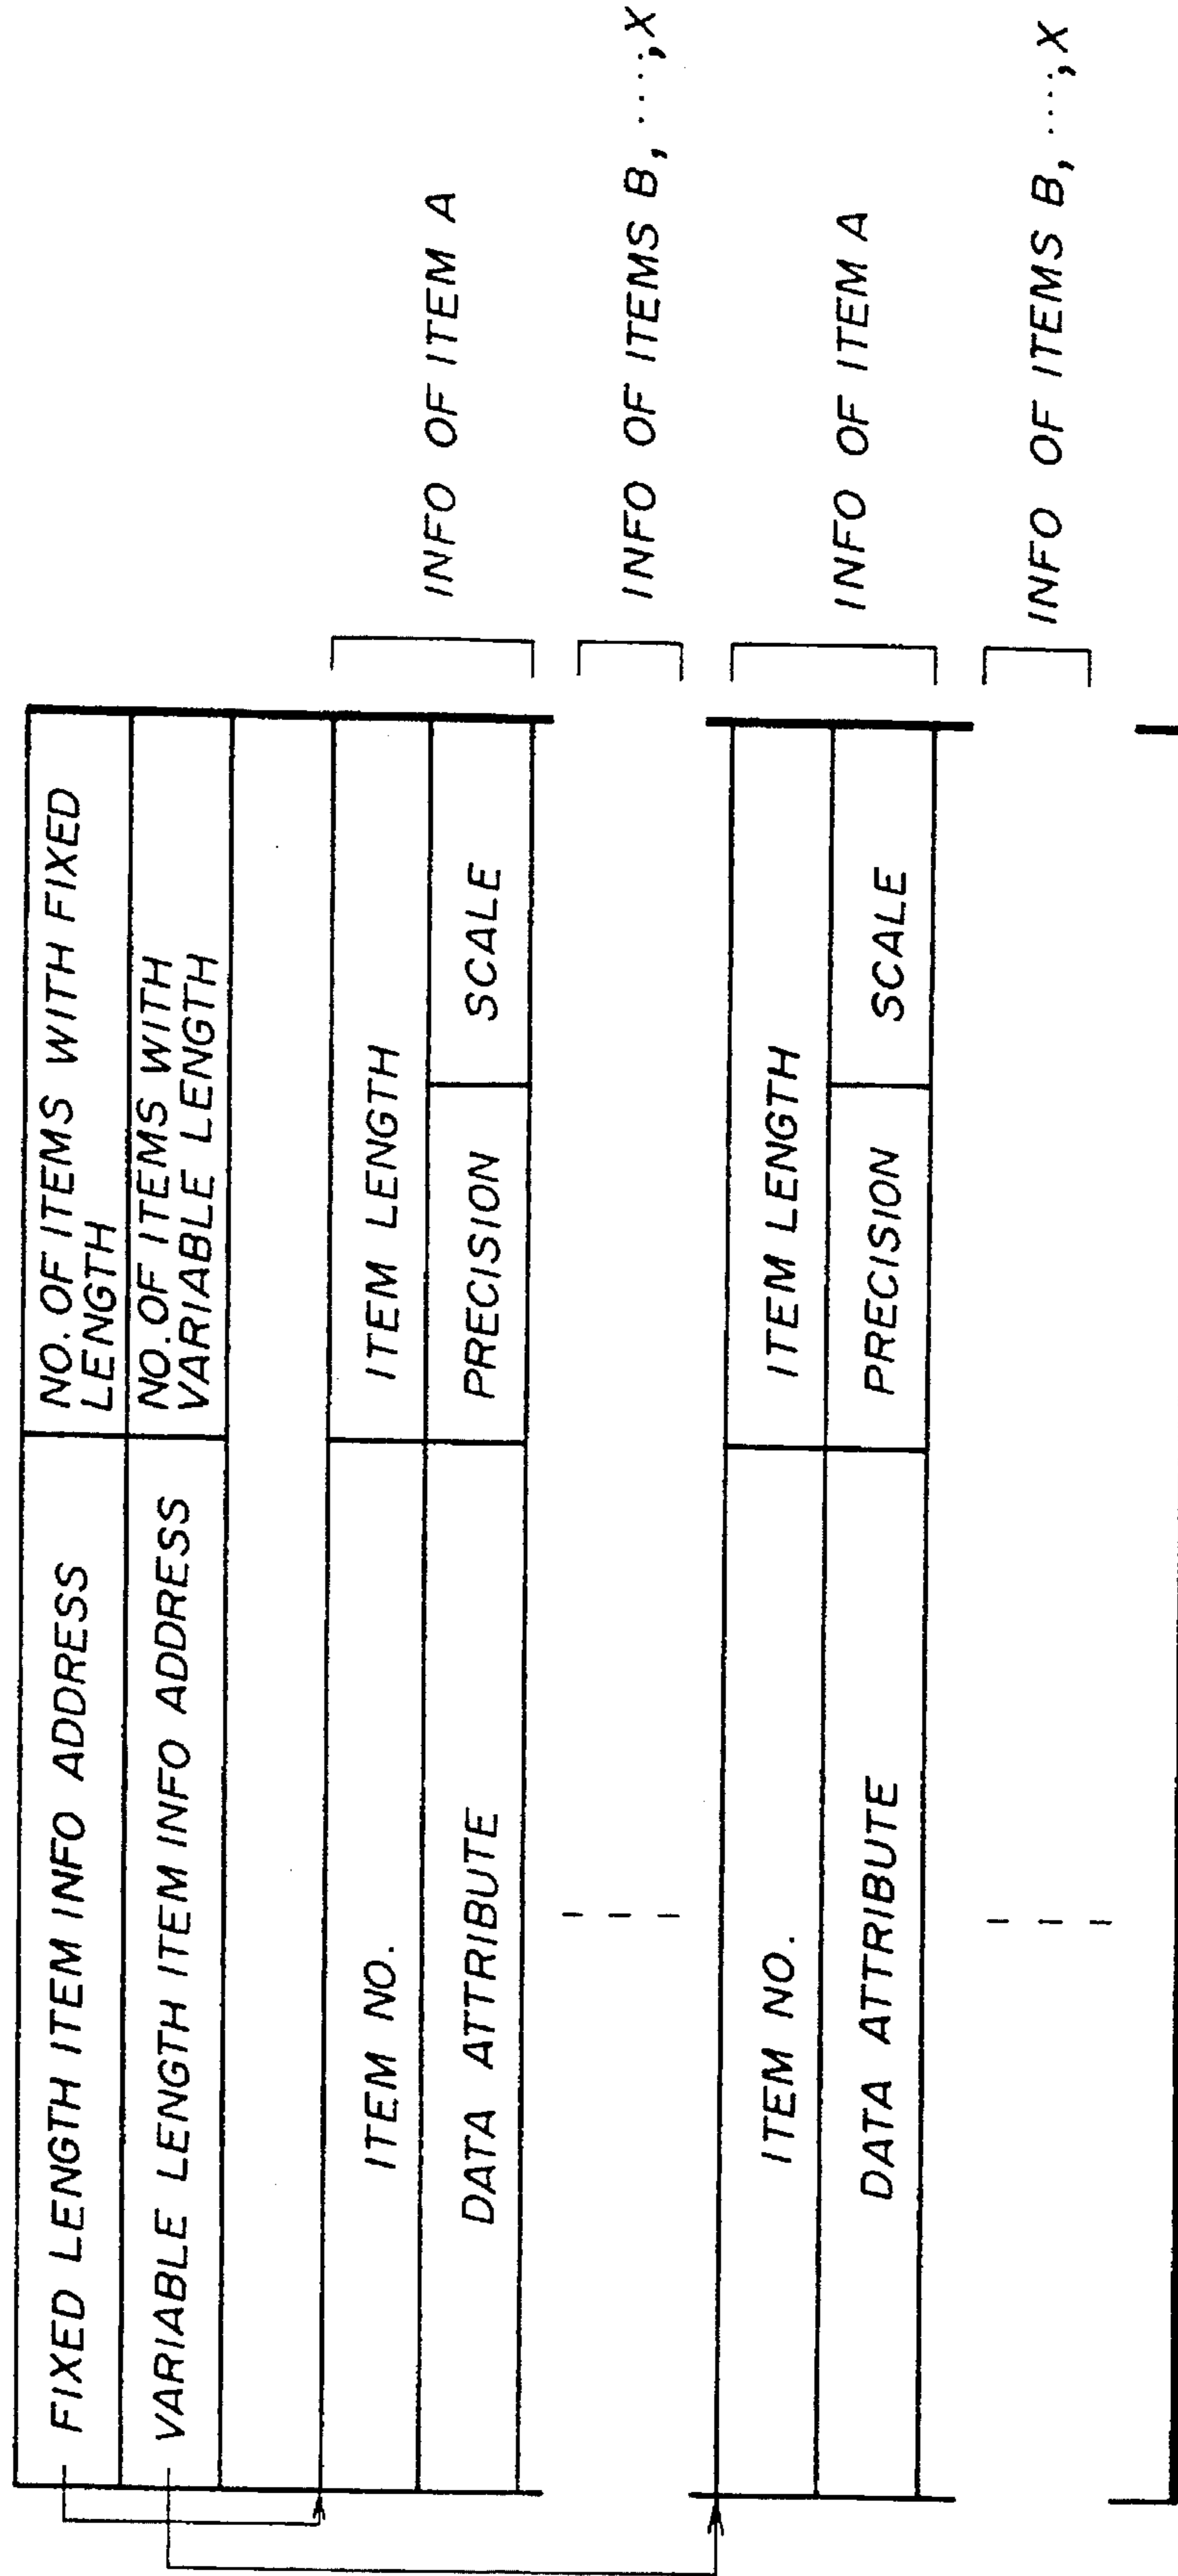 FIXED LENGTH ITEM INFO ADDRESS
NO. OF ITEMS WITH FIXED
LENGTH
VARIABLE LENGTH ITEM INFO ADDRESS
NO. OF ITEMS WITH
VARIABLE LENGTH
ITEM NO.
ITEM LENGTH
DATA ATTRIBUTE
PRECISION
SCALE
INFO OF ITEM A
INFO OF ITEMS B, ····, X
ITEM NO.
ITEM LENGTH
DATA ATTRIBUTE
PRECISION
SCALE
INFO OF ITEM A
INFO OF ITEMS B, ····, X